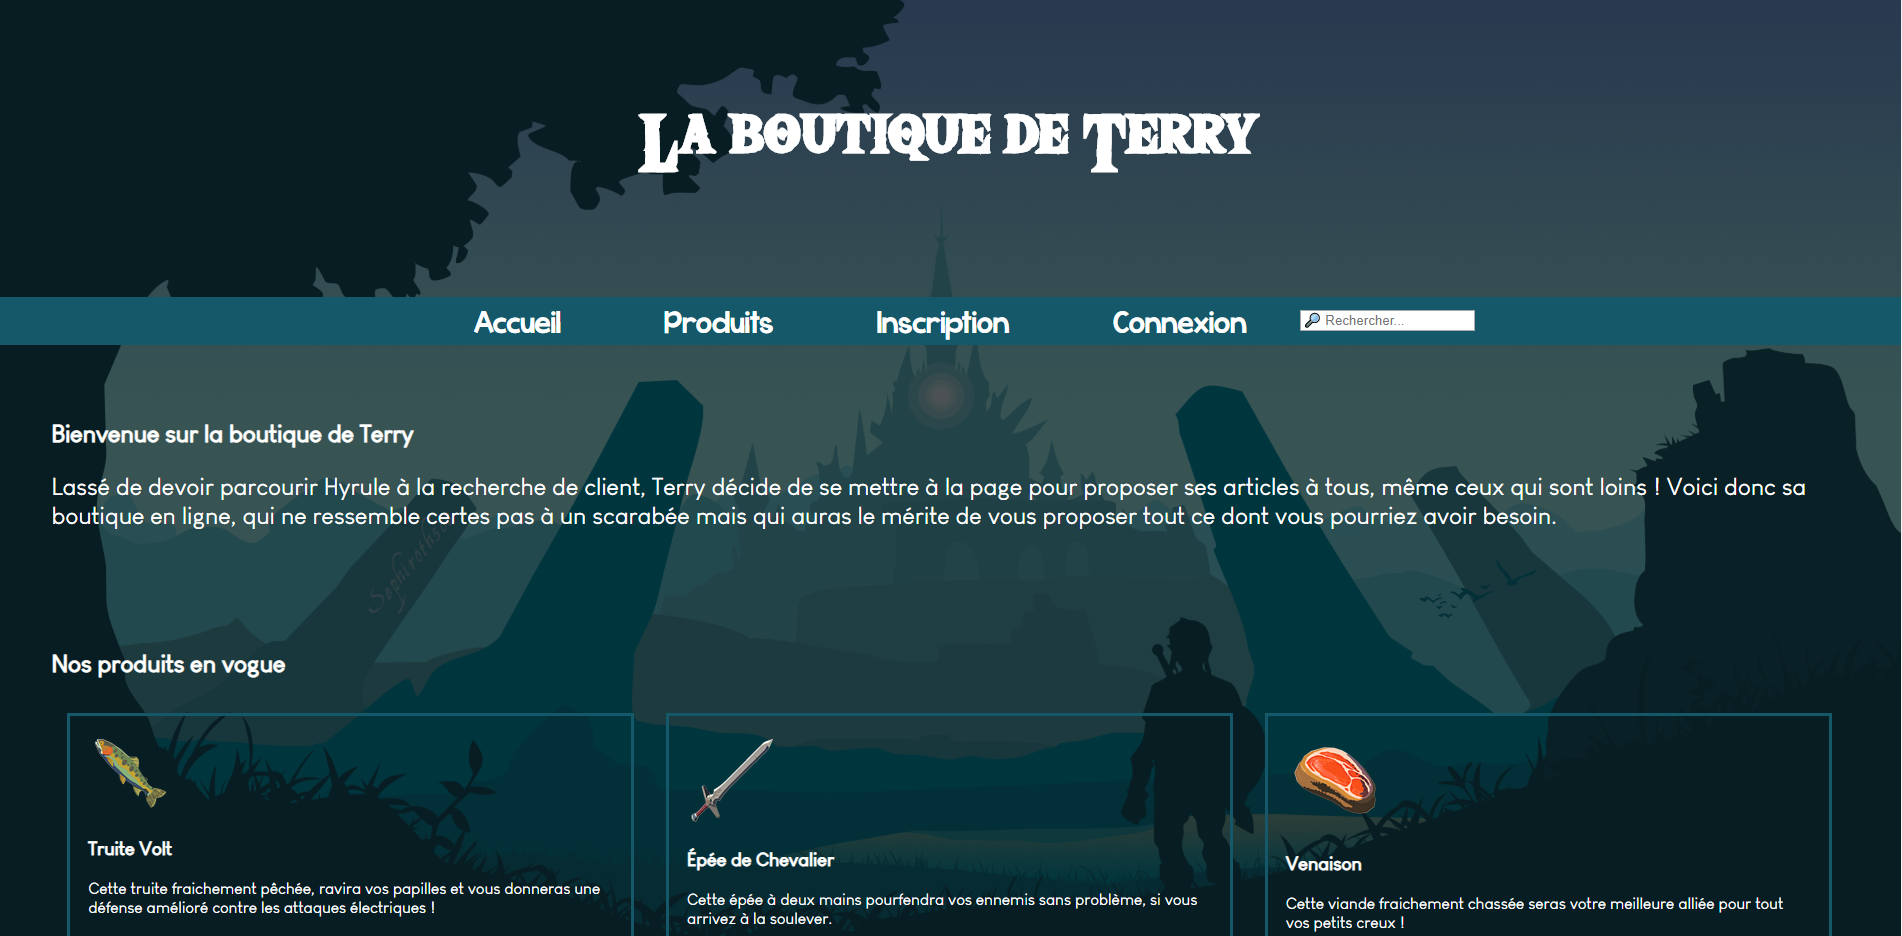 La boutique de Terry
Accueil Produits Inscription Connexion Rechercher...
Bienvenue sur la boutique de Terry
Lassé de devoir parcourir Hyrule à la recherche de client, Terry décide de se mettre à la page pour proposer ses articles à tous, même ceux qui sont loins ! Voici donc sa
boutique en ligne, qui ne ressemble certes pas à un scarabée mais qui auras le mérite de vous proposer tout ce dont vous pourriez avoir besoin.
Sephiroths
Nos produits en vogue
Truite Volt
Cette truite fraichement pêchée, ravira vos papilles et vous donneras une
défense amélioré contre les attaques électriques !
Épée de Chevalier
Cette épée à deux mains pourfendra vos ennemis sans problème, si vous
arrivez à la soulever.
Venaison
Cette viande fraichement chassée seras votre meilleure alliée pour tout
vos petits creux !